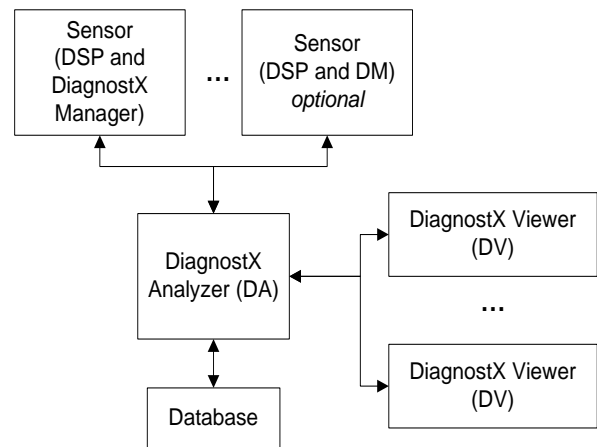 Sensor
(DSP and
DiagnostX
Manager)
...
Sensor
(DSP and DM)
optional
DiagnostX
Analyzer (DA)
DiagnostX Viewer
(DV)
...
DiagnostX Viewer
(DV)
Database